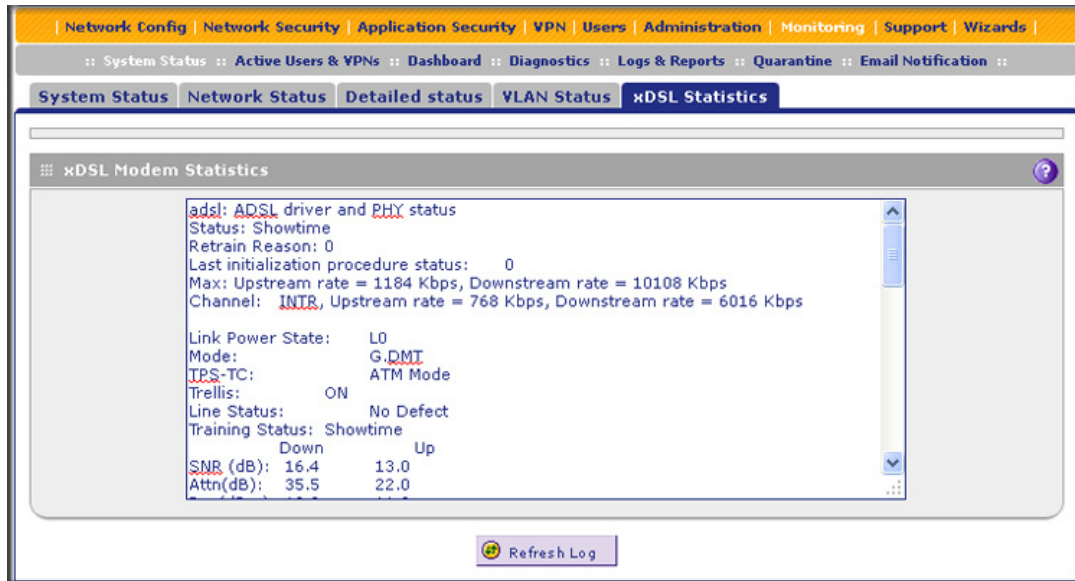 | Network Config | Network Security | Application Security | VPN | Users | Administration | Monitoring | Support | Wizards |
:: System Status :: Active Users & VPNs :: Dashboard :: Diagnostics :: Logs & Reports :: Quarantine :: Email Notification ::
System Status Network Status Detailed status VLAN Status xDSL Statistics
xDSL Modem Statistics ?
adsl: ADSL driver and PHY status
Status: Showtime
Retrain Reason: 0
Last initialization procedure status: 0
Max: Upstream rate = 1184 Kbps, Downstream rate = 10108 Kbps
Channel: INTR, Upstream rate = 768 Kbps, Downstream rate = 6016 Kbps
Link Power State: L0
Mode: G.DMT
TPS-TC: ATM Mode
Trellis: ON
Line Status: No Defect
Training Status: Showtime
Down Up
SNR (dB): 16.4 13.0
Attn(dB): 35.5 22.0
Refresh Log